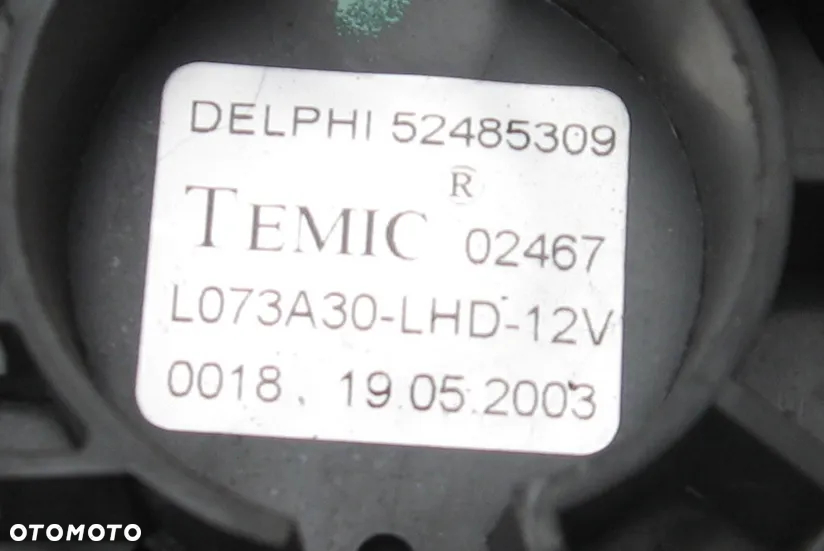 DELPHI 52485309
TEMIC ® 02467
L073A30-LHD-12V
0018. 19.05.2003
OTOMOTO